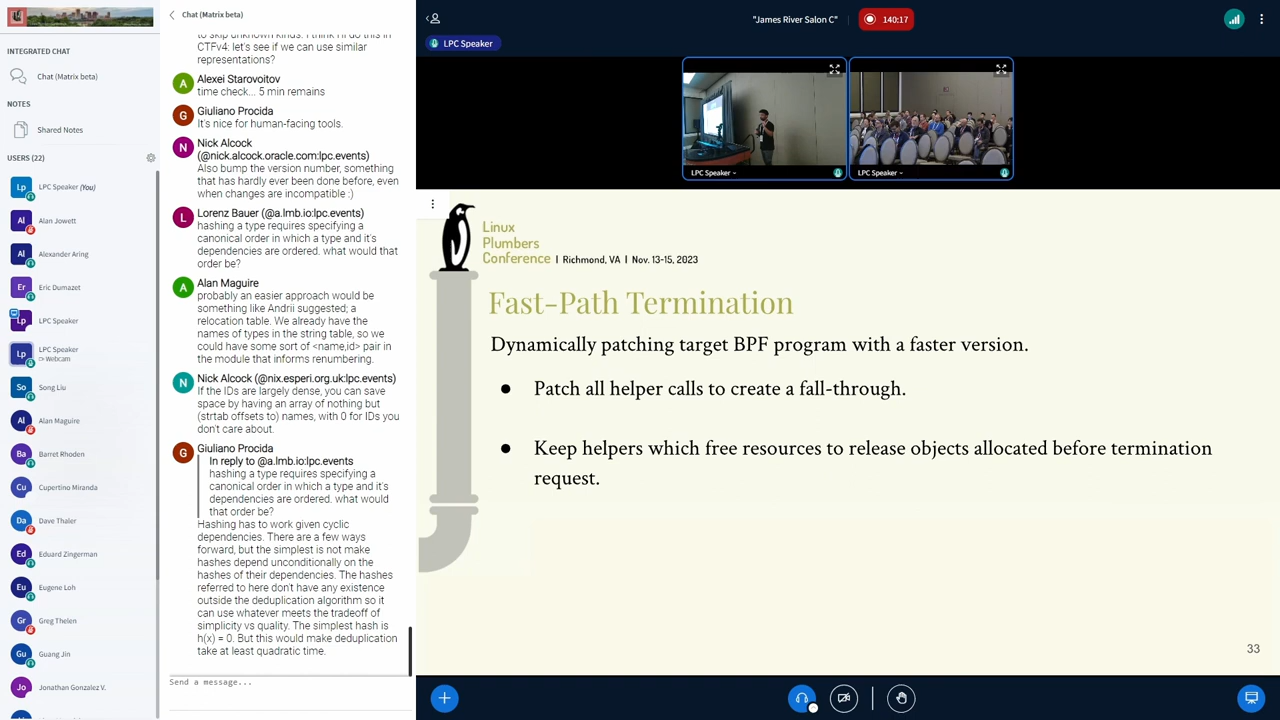 INTEGRATED CHAT
Chat (Matrix beta)
NOTES
Shared Notes
USERS (22)
Lp LPC Speaker (You)
Al Alan Jowett
Al Alexander Aring
Er Eric Dumazet
Lp LPC Speaker
Lp LPC Speaker
Webcam
So Song Liu
Al Alan Maguire
Ba Barret Rhoden
Cu Cupertino Miranda
Da Dave Thaler
Ed Eduard Zingerman
Eu Eugene Loh
Gr Greg Thelen
Gu Guang Jin
Jo Jonathan Gonzalez V.
Chat (Matrix beta)
to skip unknown kinds. I think I'll do this in
CTFv4: let's see if we can use similar
representations?
A Alexei Starovoitov
time check... 5 min remains
G Giuliano Procida
It's nice for human-facing tools.
N Nick Alcock
(@nick.alcock.oracle.com:lpc.events)
Also bump the version number, something
that has hardly ever been done before, even
when changes are incompatible :)
L Lorenz Bauer (@a.lmb.io:lpc.events)
hashing a type requires specifying a
canonical order in which a type and it's
dependencies are ordered. what would that
order be?
A Alan Maguire
probably an easier approach would be
something like Andrii suggested; a
relocation table. We already have the
names of types in the string table, so we
could have some sort of <name,id> pair in
the module that informs renumbering.
N Nick Alcock (@nix.esperi.org.uk:lpc.events)
If the IDs are largely dense, you can save
space by having an array of nothing but
(strtab offsets to) names, with 0 for IDs you
don't care about.
G Giuliano Procida
In reply to @a.lmb.io:lpc.events
hashing a type requires specifying a
canonical order in which a type and it's
dependencies are ordered. what would
that order be?
Hashing has to work given cyclic
dependencies. There are a few ways
forward, but the simplest is not make
hashes depend unconditionally on the
hashes of their dependencies. The hashes
referred to here don't have any existence
outside the deduplication algorithm so it
can use whatever meets the tradeoff of
simplicity vs quality. The simplest hash is
h(x) = 0. But this would make deduplication
take at least quadratic time.
Send a message...
"James River Salon C"
140:17
LPC Speaker
LPC Speaker
LPC Speaker
Linux
Plumbers
Conference | Richmond, VA | Nov. 13-15, 2023
Fast-Path Termination
Dynamically patching target BPF program with a faster version.
● Patch all helper calls to create a fall-through.
● Keep helpers which free resources to release objects allocated before termination
request.
33